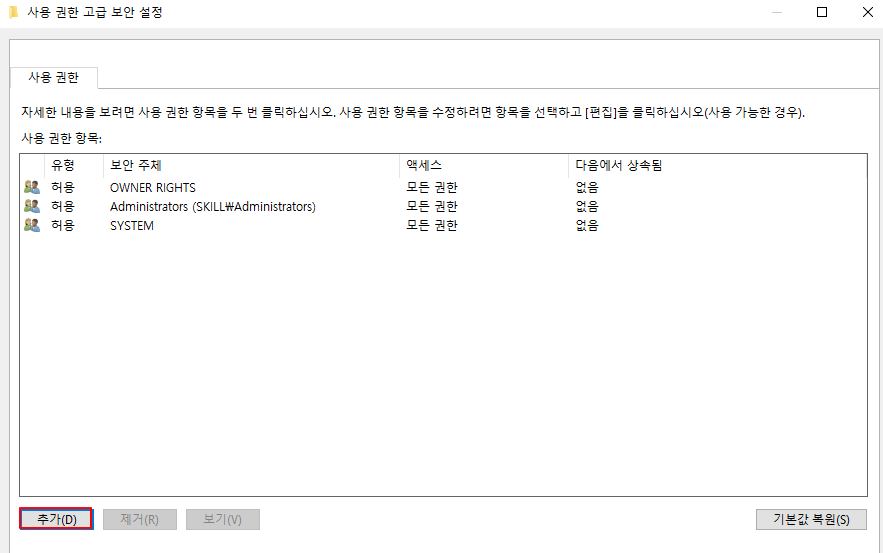 사용 권한 고급 보안 설정
사용 권한
자세한 내용을 보려면 사용 권한 항목을 두 번 클릭하십시오. 사용 권한 항목을 수정하려면 항목을 선택하고 [편집]을 클릭하십시오(사용 가능한 경우).
사용 권한 항목:
유형 보안 주체 액세스 다음에서 상속됨
허용 OWNER RIGHTS 모든 권한 없음
허용 Administrators (SKILL₩Administrators) 모든 권한 없음
허용 SYSTEM 모든 권한 없음
추가(D) 제거(R) 보기(V) 기본값 복원(S)